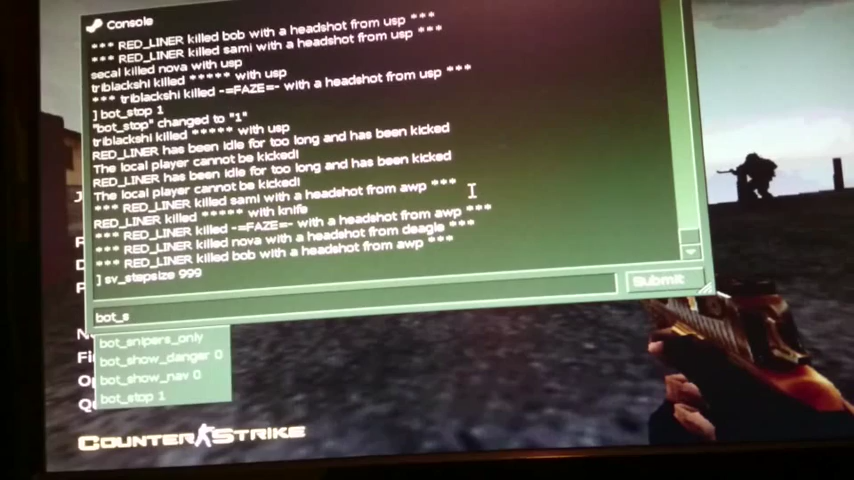 Console
*** RED_LINER killed bob with a headshot from usp ***
*** RED_LINER killed sami with a headshot from usp ***
secal killed nova with usp
triblackshi killed ***** with usp
*** triblackshi killed -=FAZE=- with a headshot from usp ***
] bot_stop 1
"bot_stop" changed to "1"
triblackshi killed ***** with usp
RED_LINER has been idle for too long and has been kicked
The local player cannot be kicked!
RED_LINER has been idle for too long and has been kicked
The local player cannot be kicked!
*** RED_LINER killed sami with a headshot from awp ***
RED_LINER killed ***** with knife
*** RED_LINER killed -=FAZE=- with a headshot from awp ***
*** RED_LINER killed nova with a headshot from deagle ***
*** RED_LINER killed bob with a headshot from awp ***
] sv_stepsize 999
Submit
bot_s
bot_snipers_only
bot_show_danger 0
bot_show_nav 0
bot_stop 1
COUNTER STRIKE